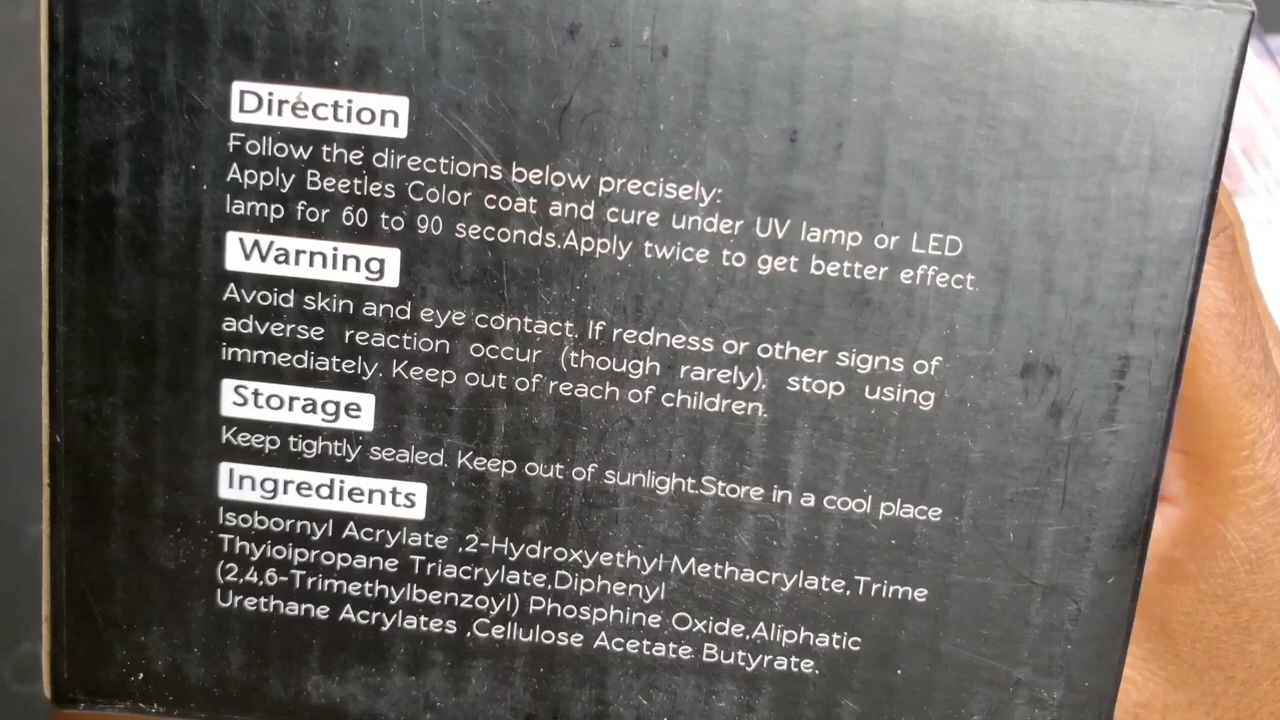 Direction
Follow the directions below precisely:
Apply Beetles Color coat and cure under UV lamp or LED
lamp for 60 to 90 seconds.Apply twice to get better effect.
Warning
Avoid skin and eye contact. If redness or other signs of
adverse reaction occur (though rarely), stop using
immediately. Keep out of reach of children.
Storage
Keep tightly sealed. Keep out of sunlight.Store in a cool place
Ingredients
Isobornyl Acrylate ,2-Hydroxyethyl Methacrylate,Trime
Thyioipropane Triacrylate,Diphenyl
(2,4,6-Trimethylbenzoyl) Phosphine Oxide,Aliphatic
Urethane Acrylates ,Cellulose Acetate Butyrate.